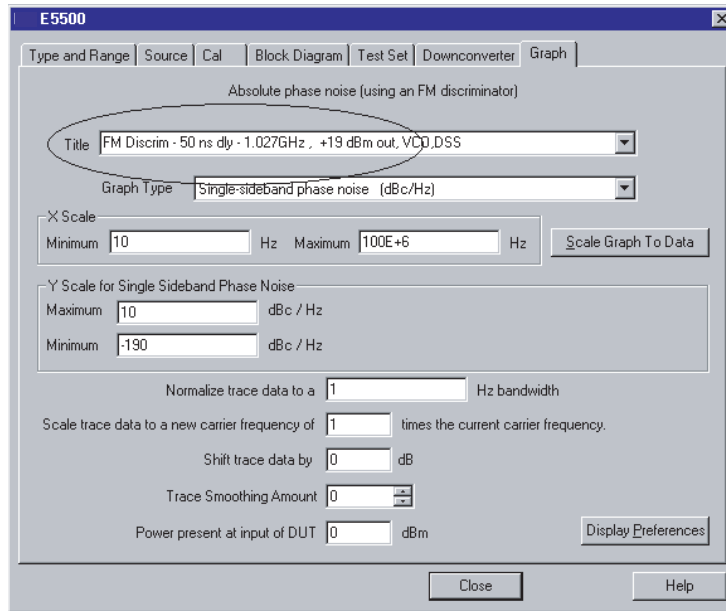 E5500
Type and Range Source Cal Block Diagram Test Set Downconverter Graph
Absolute phase noise (using an FM discriminator)
Title FM Discrim - 50 ns dly - 1.027GHz , +19 dBm out, VCO,DSS
Graph Type Single-sideband phase noise (dBc/Hz)
X Scale
Minimum 10 Hz Maximum 100E+6 Hz Scale Graph To Data
Y Scale for Single Sideband Phase Noise
Maximum 10 dBc / Hz
Minimum -190 dBc / Hz
Normalize trace data to a 1 Hz bandwidth
Scale trace data to a new carrier frequency of 1 times the current carrier frequency.
Shift trace data by 0 dB
Trace Smoothing Amount 0
Power present at input of DUT 0 dBm Display Preferences
Close Help